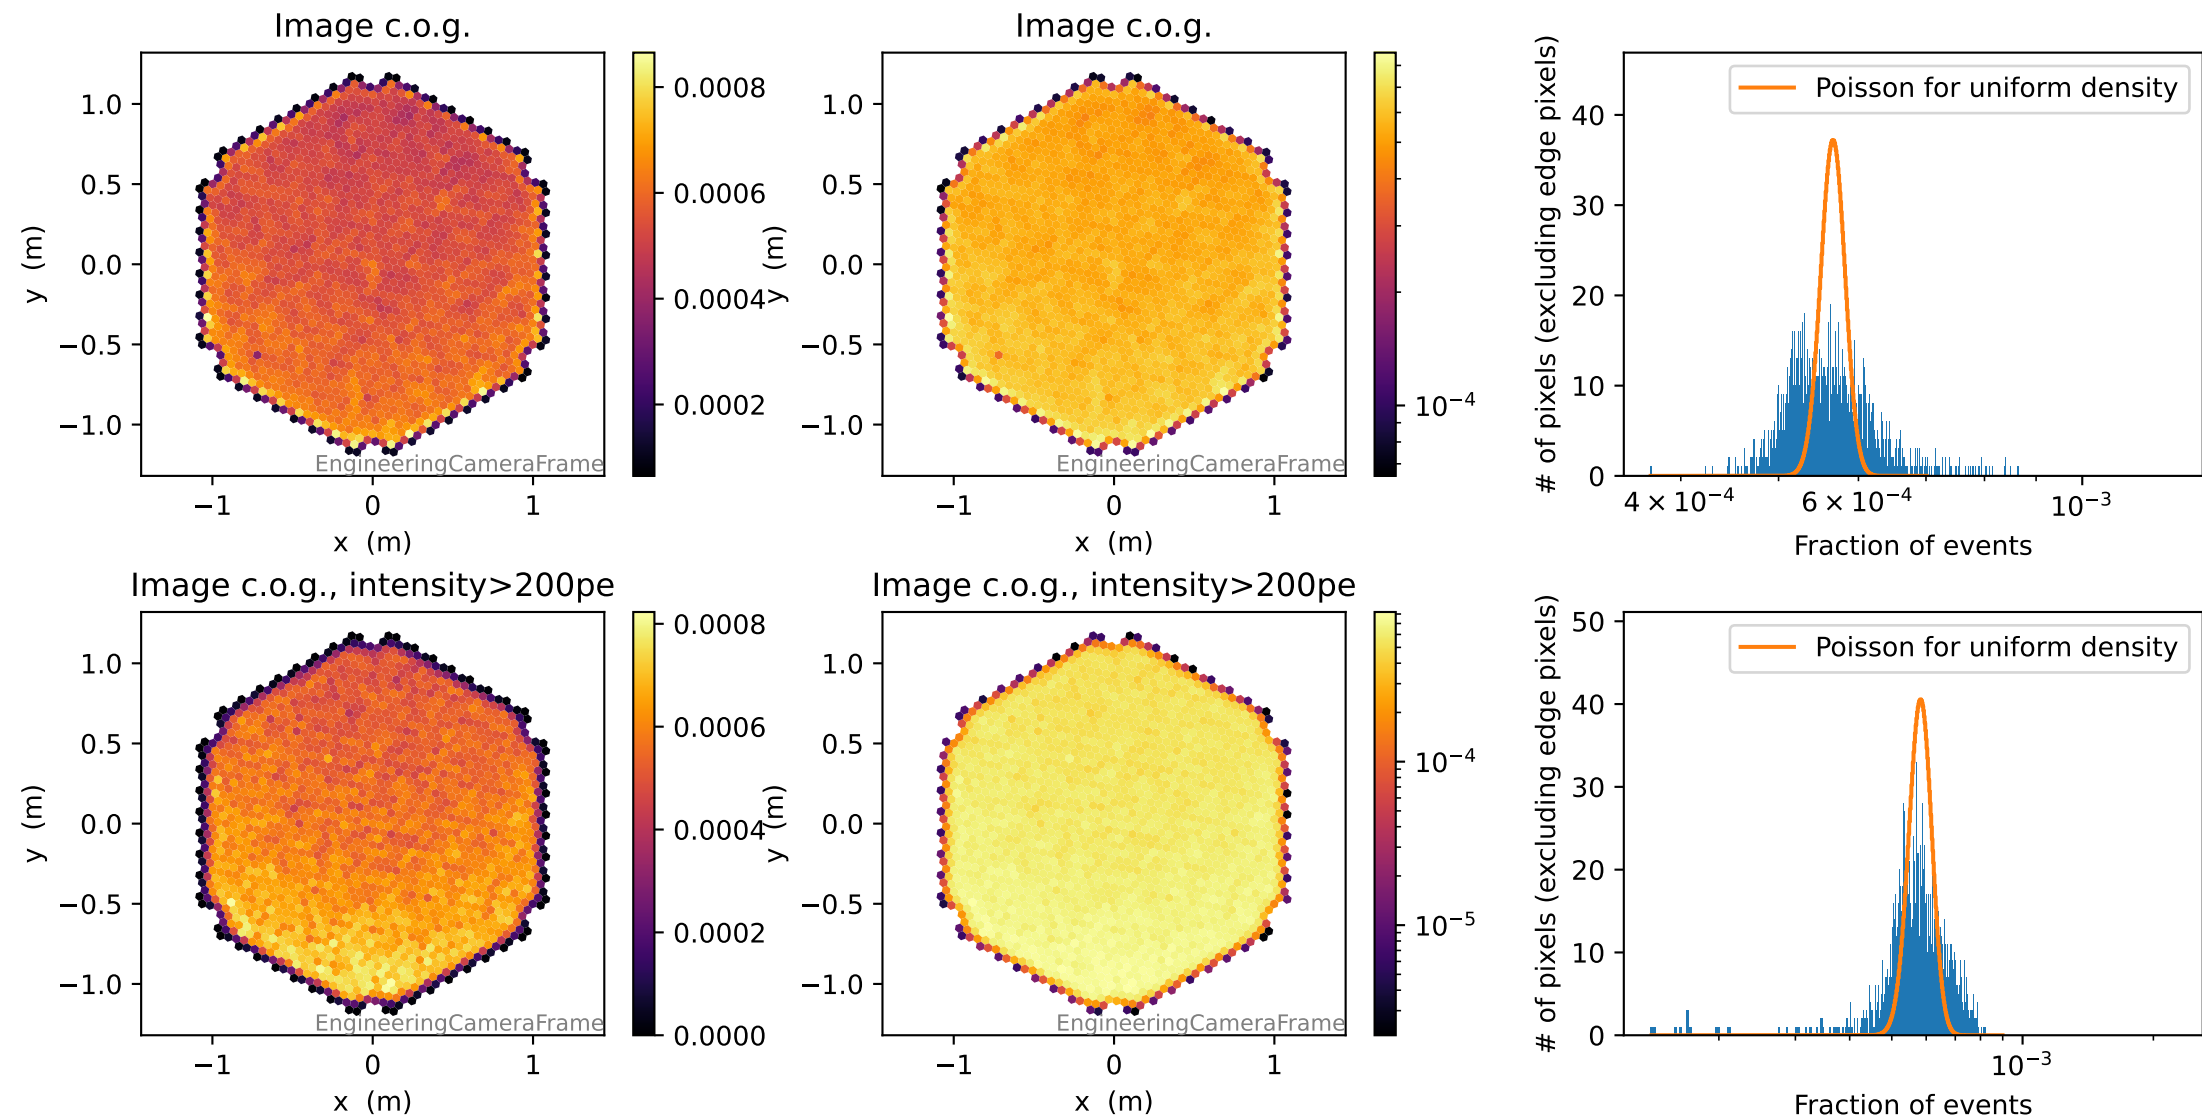 Image c.o.g.
1.0
0.5
0.0
−0.5
−1.0
y (m)
−1 0 1
x (m)
EngineeringCameraFrame
0.0008
0.0006
0.0004
0.0002
Image c.o.g.
1.0
0.5
0.0
−0.5
−1.0
y (m)
−1 0 1
x (m)
EngineeringCameraFrame
10⁻⁴
Poisson for uniform density
# of pixels (excluding edge pixels)
40
30
20
10
0
4 × 10⁻⁴ 6 × 10⁻⁴ 10⁻³
Fraction of events
Image c.o.g., intensity>200pe
1.0
0.5
0.0
−0.5
−1.0
y (m)
−1 0 1
x (m)
EngineeringCameraFrame
0.0008
0.0006
0.0004
0.0002
0.0000
Image c.o.g., intensity>200pe
1.0
0.5
0.0
−0.5
−1.0
y (m)
−1 0 1
x (m)
EngineeringCameraFrame
10⁻⁴
10⁻⁵
Poisson for uniform density
# of pixels (excluding edge pixels)
50
40
30
20
10
0
10⁻³
Fraction of events